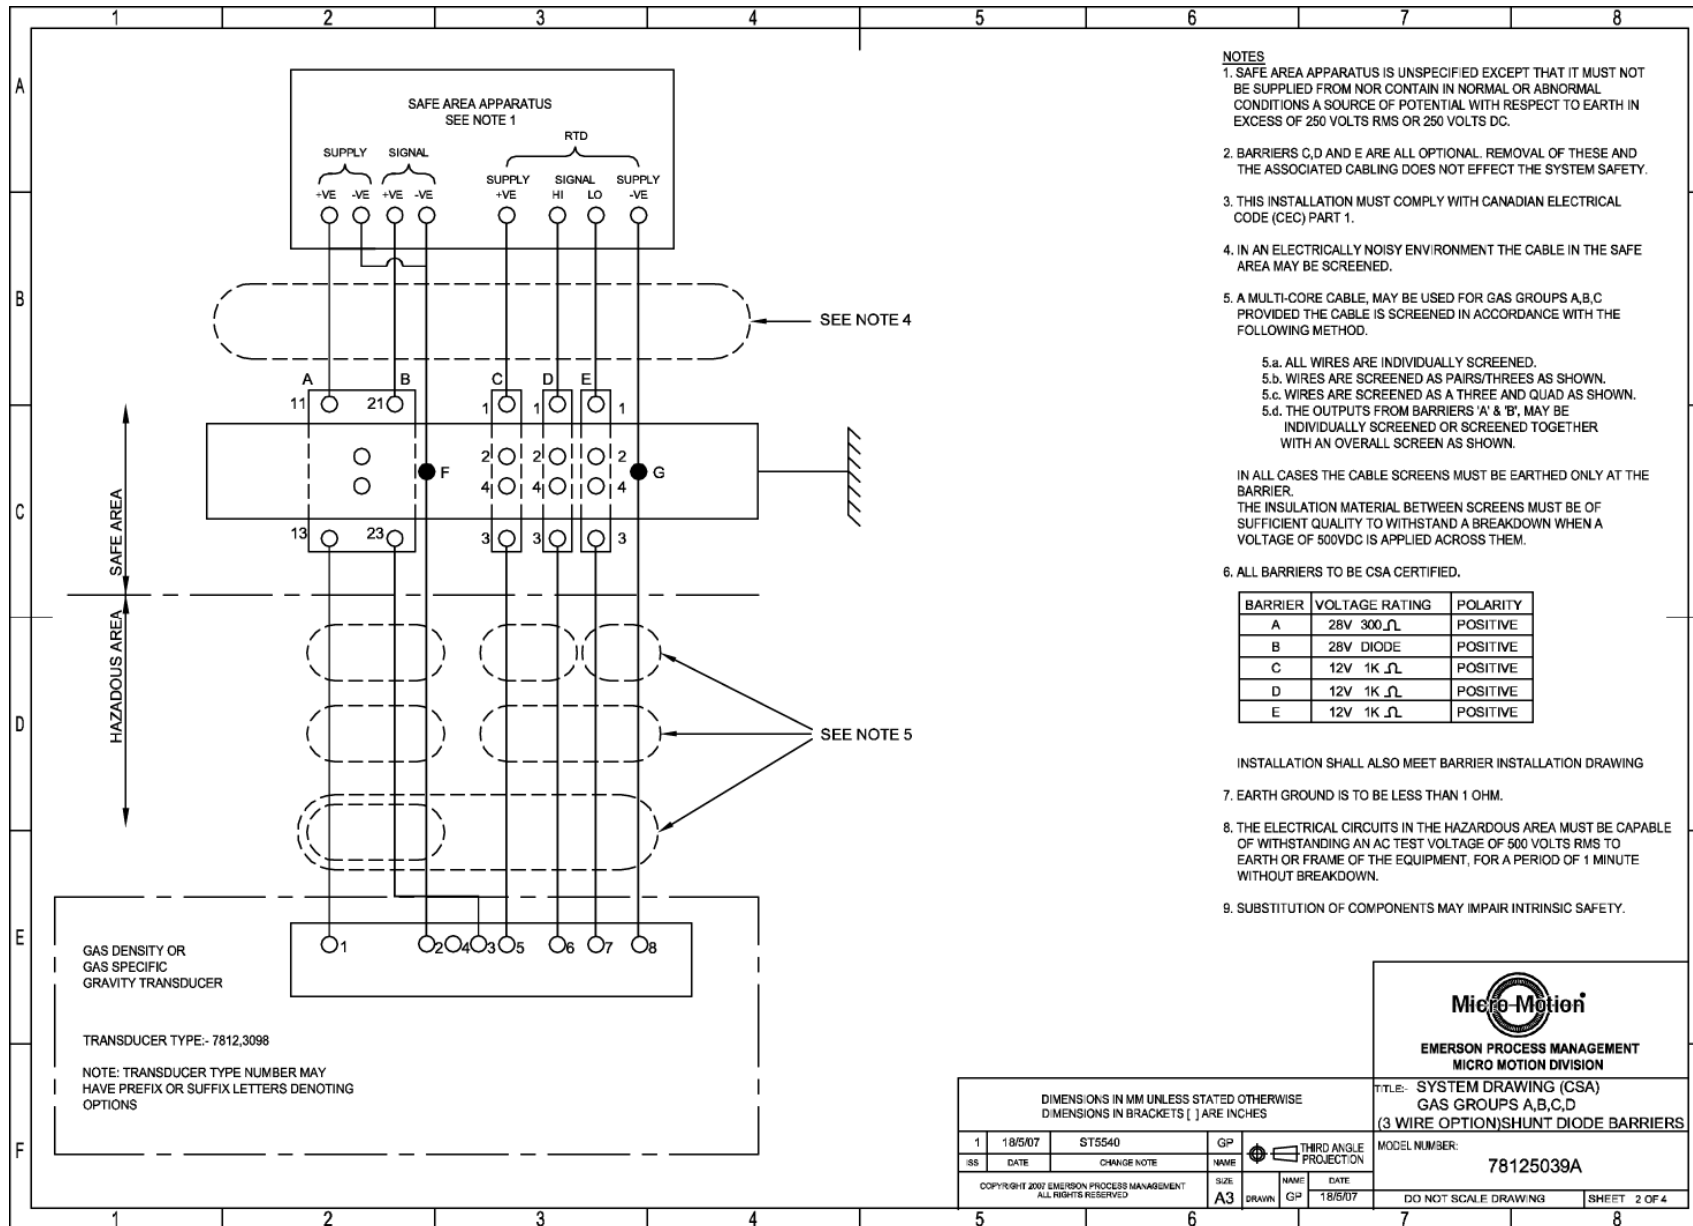 1 2 3 4 5 6 7 8
A
B
C
D
E
F
SAFE AREA APPARATUS
SEE NOTE 1
RTD
SUPPLY SIGNAL
SUPPLY SIGNAL SUPPLY
+VE -VE +VE -VE +VE HI LO -VE
SEE NOTE 4
A B C D E
11 21 1 1 1
2 2 2
F G
4 4 4
13 23 3 3 3
SAFE AREA
HAZADOUS AREA
SEE NOTE 5
1 2 4 3 5 6 7 8
GAS DENSITY OR
GAS SPECIFIC
GRAVITY TRANSDUCER
TRANSDUCER TYPE:- 7812,3098
NOTE: TRANSDUCER TYPE NUMBER MAY
HAVE PREFIX OR SUFFIX LETTERS DENOTING
OPTIONS
NOTES
1. SAFE AREA APPARATUS IS UNSPECIFIED EXCEPT THAT IT MUST NOT
BE SUPPLIED FROM NOR CONTAIN IN NORMAL OR ABNORMAL
CONDITIONS A SOURCE OF POTENTIAL WITH RESPECT TO EARTH IN
EXCESS OF 250 VOLTS RMS OR 250 VOLTS DC.
2. BARRIERS C,D AND E ARE ALL OPTIONAL. REMOVAL OF THESE AND
THE ASSOCIATED CABLING DOES NOT EFFECT THE SYSTEM SAFETY.
3. THIS INSTALLATION MUST COMPLY WITH CANADIAN ELECTRICAL
CODE (CEC) PART 1.
4. IN AN ELECTRICALLY NOISY ENVIRONMENT THE CABLE IN THE SAFE
AREA MAY BE SCREENED.
5. A MULTI-CORE CABLE, MAY BE USED FOR GAS GROUPS A,B,C
PROVIDED THE CABLE IS SCREENED IN ACCORDANCE WITH THE
FOLLOWING METHOD.
5.a. ALL WIRES ARE INDIVIDUALLY SCREENED.
5.b. WIRES ARE SCREENED AS PAIRS/THREES AS SHOWN.
5.c. WIRES ARE SCREENED AS A THREE AND QUAD AS SHOWN.
5.d. THE OUTPUTS FROM BARRIERS 'A' & 'B', MAY BE
INDIVIDUALLY SCREENED OR SCREENED TOGETHER
WITH AN OVERALL SCREEN AS SHOWN.
IN ALL CASES THE CABLE SCREENS MUST BE EARTHED ONLY AT THE
BARRIER.
THE INSULATION MATERIAL BETWEEN SCREENS MUST BE OF
SUFFICIENT QUALITY TO WITHSTAND A BREAKDOWN WHEN A
VOLTAGE OF 500VDC IS APPLIED ACROSS THEM.
6. ALL BARRIERS TO BE CSA CERTIFIED.
BARRIER VOLTAGE RATING POLARITY
A 28V 300 Ω POSITIVE
B 28V DIODE POSITIVE
C 12V 1K Ω POSITIVE
D 12V 1K Ω POSITIVE
E 12V 1K Ω POSITIVE
INSTALLATION SHALL ALSO MEET BARRIER INSTALLATION DRAWING
7. EARTH GROUND IS TO BE LESS THAN 1 OHM.
8. THE ELECTRICAL CIRCUITS IN THE HAZARDOUS AREA MUST BE CAPABLE
OF WITHSTANDING AN AC TEST VOLTAGE OF 500 VOLTS RMS TO
EARTH OR FRAME OF THE EQUIPMENT, FOR A PERIOD OF 1 MINUTE
WITHOUT BREAKDOWN.
9. SUBSTITUTION OF COMPONENTS MAY IMPAIR INTRINSIC SAFETY.
Micro Motion
EMERSON PROCESS MANAGEMENT
MICRO MOTION DIVISION
TITLE:- SYSTEM DRAWING (CSA)
GAS GROUPS A,B,C,D
(3 WIRE OPTION)SHUNT DIODE BARRIERS
MODEL NUMBER:
78125039A
DO NOT SCALE DRAWING SHEET 2 OF 4
DIMENSIONS IN MM UNLESS STATED OTHERWISE
DIMENSIONS IN BRACKETS [ ] ARE INCHES
1 18/5/07 ST5540 GP
ISS DATE CHANGE NOTE NAME
THIRD ANGLE
PROJECTION
COPYRIGHT 2007 EMERSON PROCESS MANAGEMENT
ALL RIGHTS RESERVED
SIZE NAME DATE
A3 DRAWN GP 18/5/07
1 2 3 4 5 6 7 8